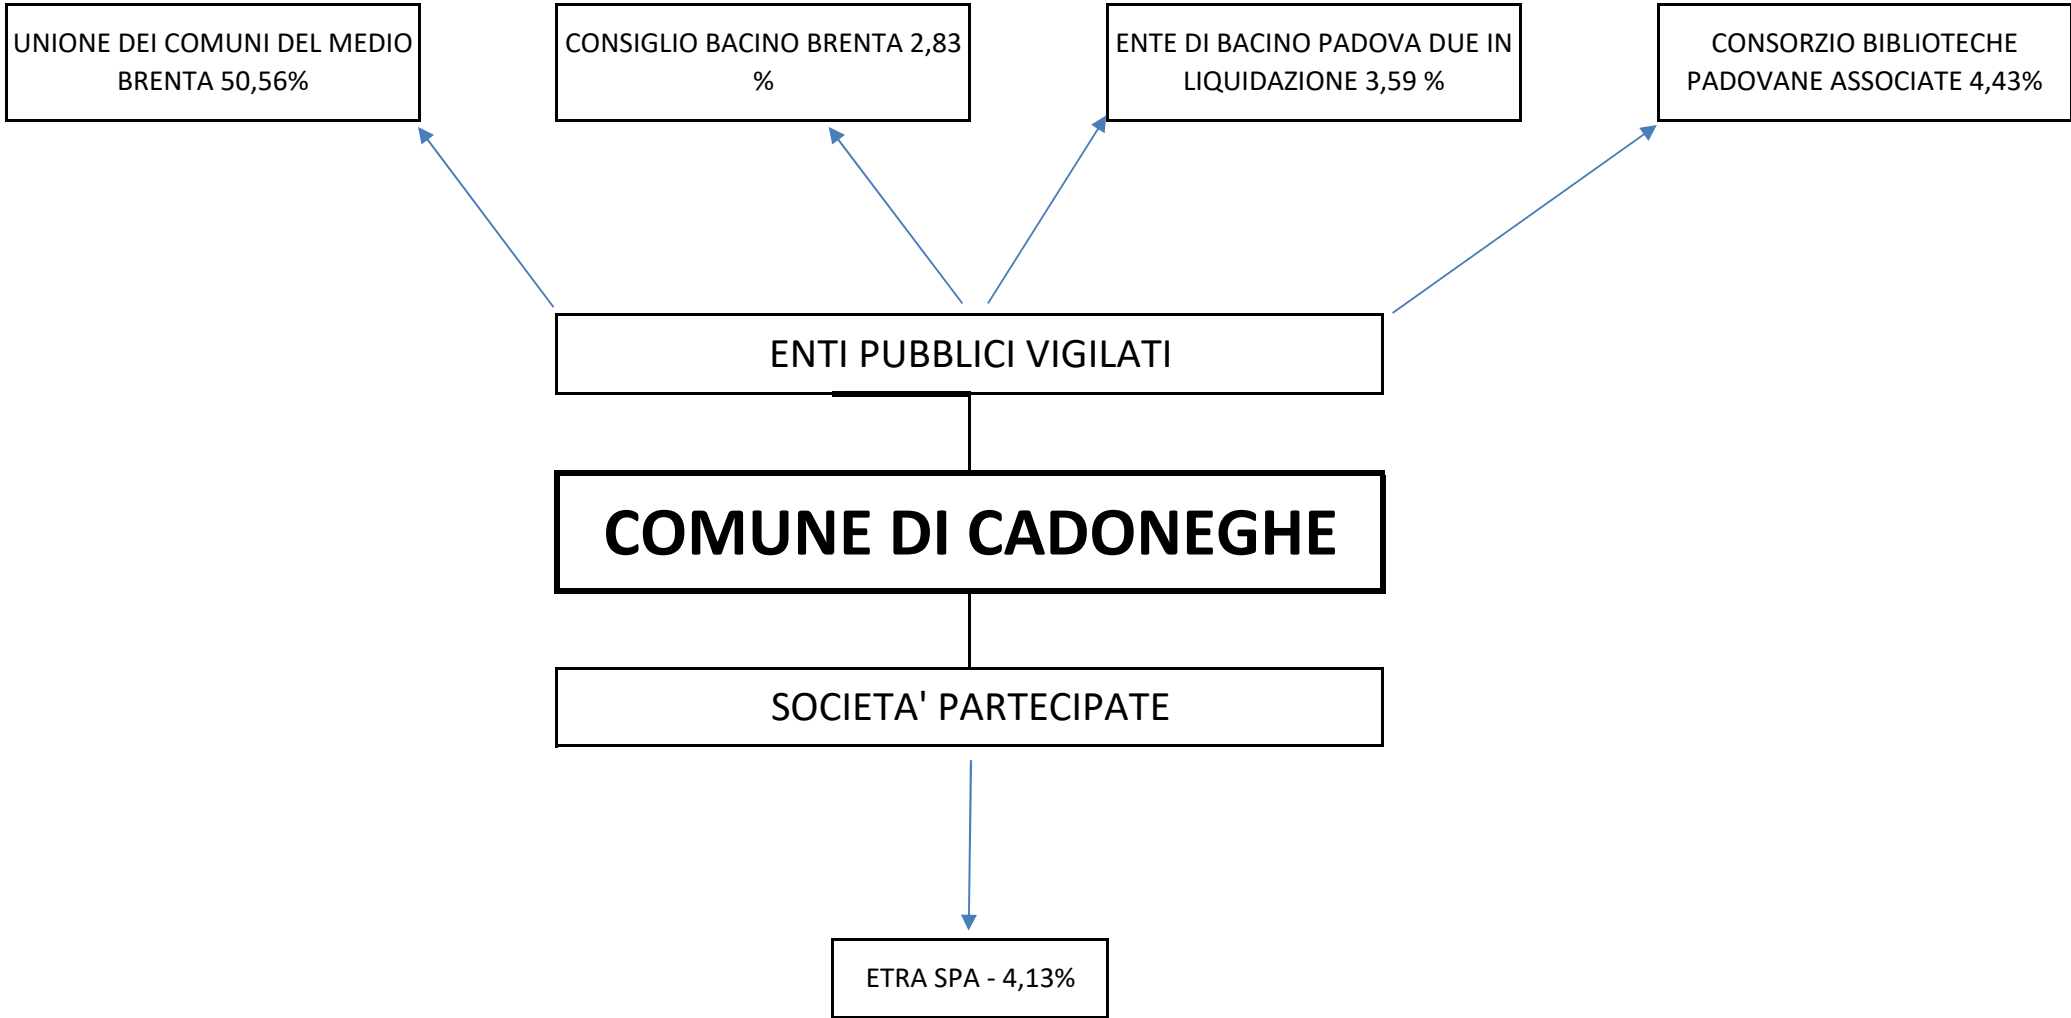 UNIONE DEI COMUNI DEL MEDIO
BRENTA 50,56%
CONSIGLIO BACINO BRENTA 2,83
%
ENTE DI BACINO PADOVA DUE IN
LIQUIDAZIONE 3,59 %
CONSORZIO BIBLIOTECHE
PADOVANE ASSOCIATE 4,43%
ENTI PUBBLICI VIGILATI
COMUNE DI CADONEGHE
SOCIETA' PARTECIPATE
ETRA SPA - 4,13%